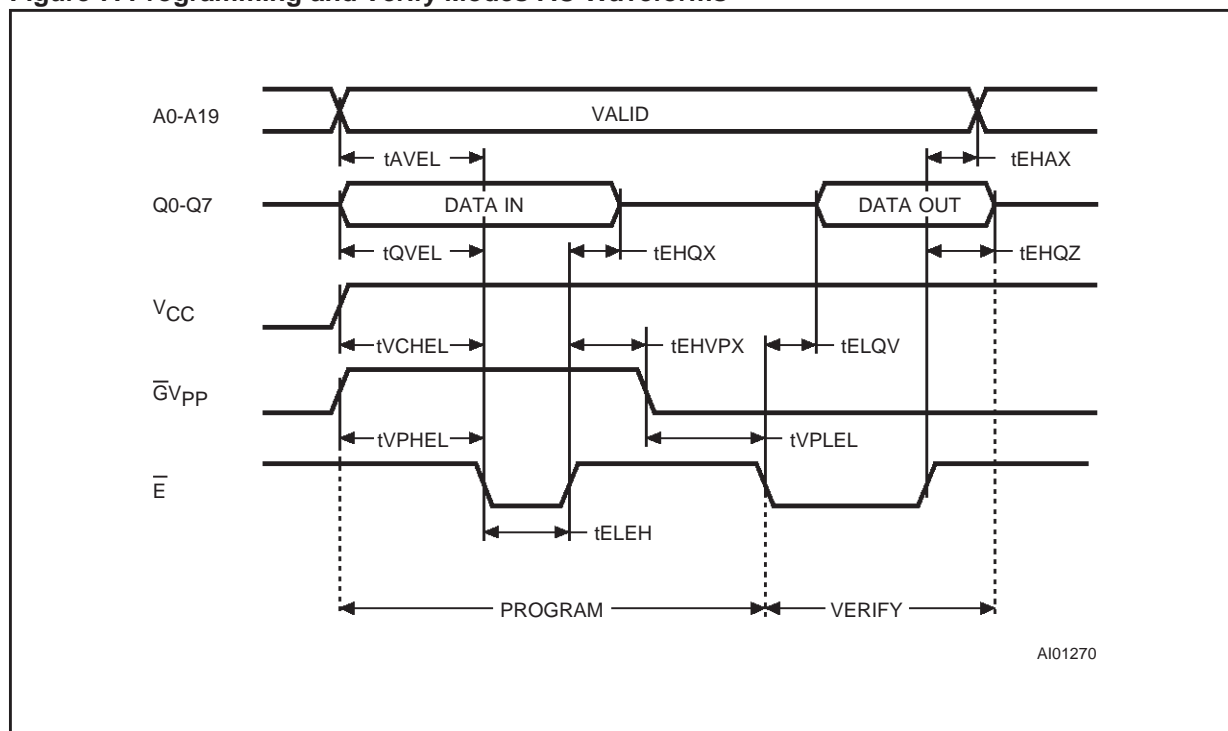 Figure 7. Programming and Verify Modes AC Waveforms
A0-A19
VALID
tAVEL
tEHAX
Q0-Q7
DATA IN
DATA OUT
tQVEL
tEHQX
tEHQZ
VCC
tVCHEL
tEHVPX
tELQV
G̅VPP
tVPHEL
tVPLEL
E̅
tELEH
PROGRAM
VERIFY
AI01270